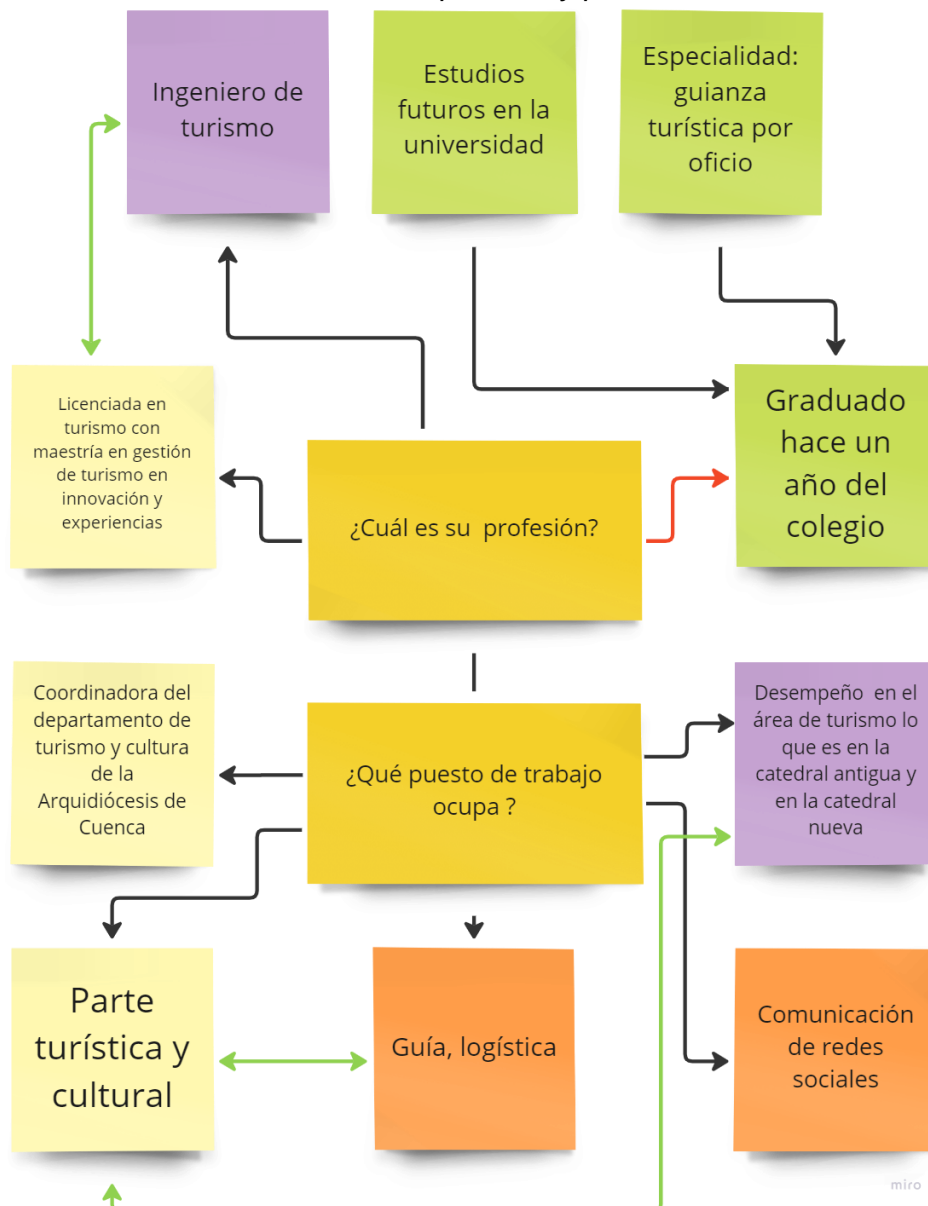 Ingeniero de
turismo
Estudios
futuros en la
universidad
Especialidad:
guianza
turística por
oficio
Licenciada en
turismo con
maestría en gestión
de turismo en
innovación y
experiencias
¿Cuál es su  profesión?
Graduado
hace un
año del
colegio
Coordinadora del
departamento de
turismo y cultura
de la
Arquidiócesis de
Cuenca
¿Qué puesto de trabajo
ocupa ?
Desempeño  en el
área de turismo lo
que es en la
catedral antigua y
en la catedral
nueva
Parte
turística y
cultural
Guía, logística
Comunicación
de redes
sociales
miro